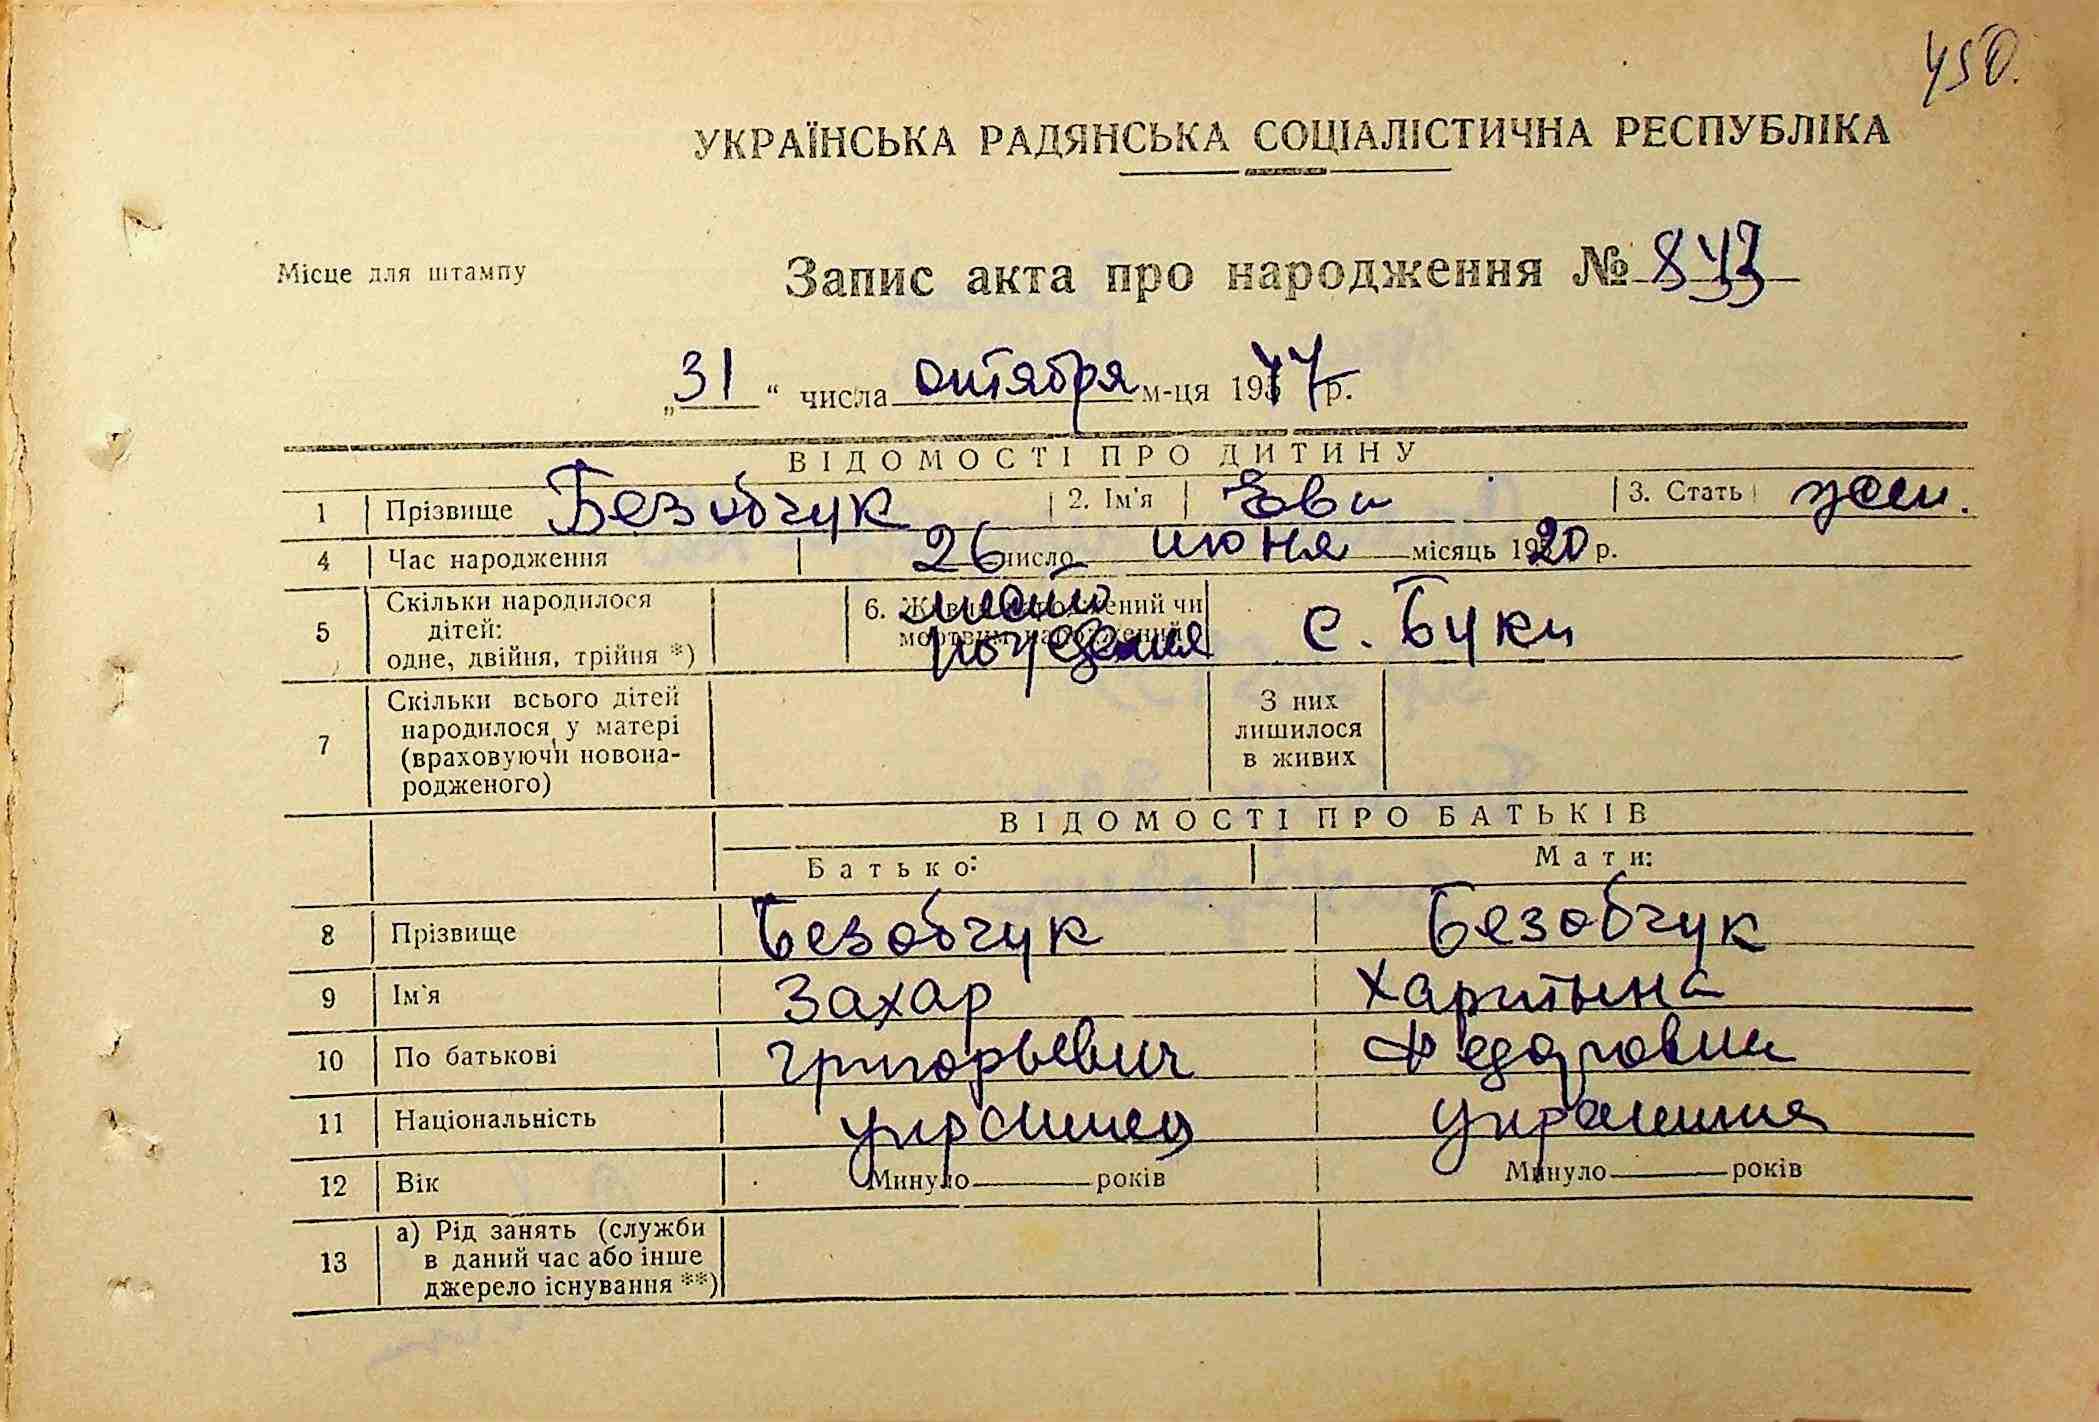 450.
УКРАЇНСЬКА РАДЯНСЬКА СОЦІАЛІСТИЧНА РЕСПУБЛІКА
Місце для штампу
Запис акта про народження №
„31“ числа октября м-ця 1977 р.
ВІДОМОСТІ ПРО ДИТИНУ
1 Прізвище Безобчук 2. Ім'я Ева 3. Стать жен.
4 Час народження 26 число июня місяць 1920 р.
5 Скільки народилося дітей: одне, двійня, трійня *) 6. Живим народжений чи мертвим народжений место рождения с. Буки
7 Скільки всього дітей народилося у матері (враховуючи новонародженого) З них лишилося в живих
ВІДОМОСТІ ПРО БАТЬКІВ
Батько: Мати:
8 Прізвище Безобчук Безобчук
9 Ім'я Захар Харитына
10 По батькові Григорьевич Федоровна
11 Національність украинец украинка
12 Вік Минуло років Минуло років
13 а) Рід занять (служби в даний час або інше джерело існування **)